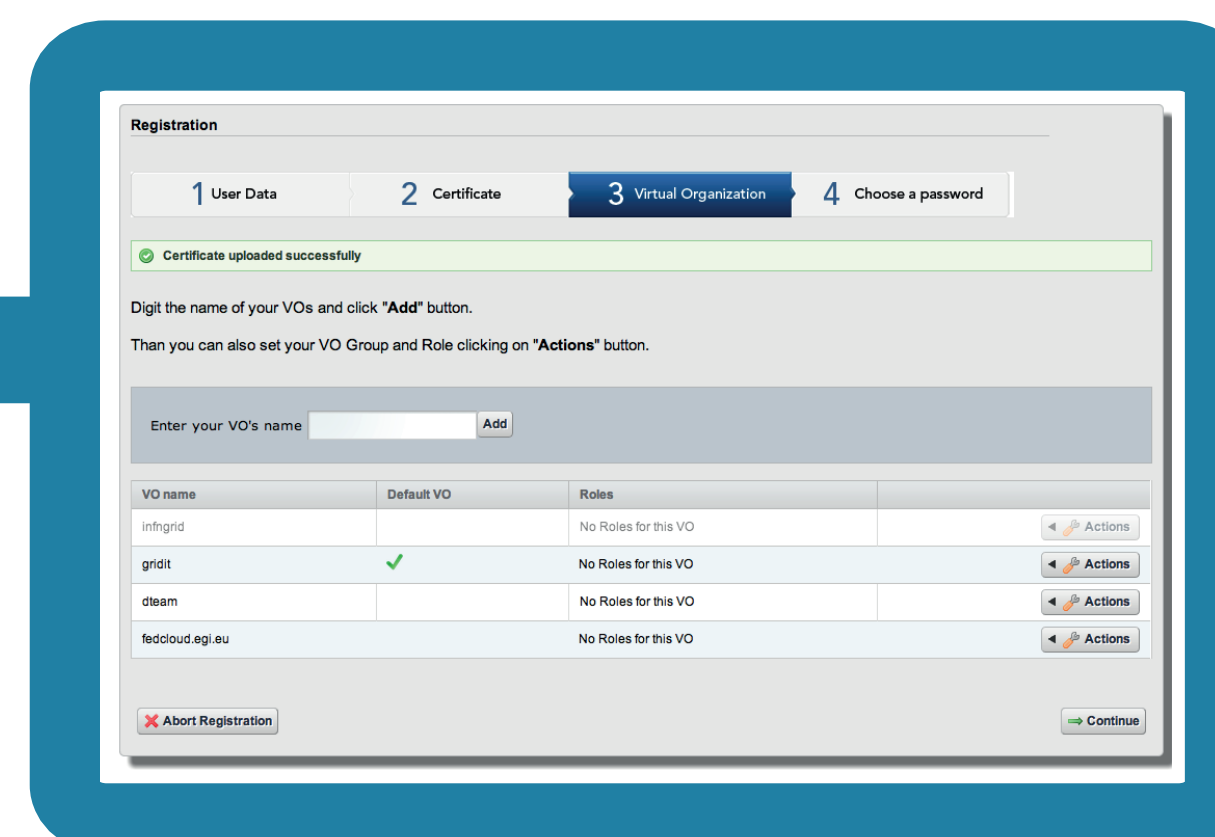 Registration
1 User Data 2 Certificate 3 Virtual Organization 4 Choose a password
Certificate uploaded successfully
Digit the name of your VOs and click "Add" button.
Than you can also set your VO Group and Role clicking on "Actions" button.
Enter your VO's name Add
VO name Default VO Roles
infngrid No Roles for this VO Actions
gridit No Roles for this VO Actions
dteam No Roles for this VO Actions
fedcloud.egi.eu No Roles for this VO Actions
Abort Registration Continue